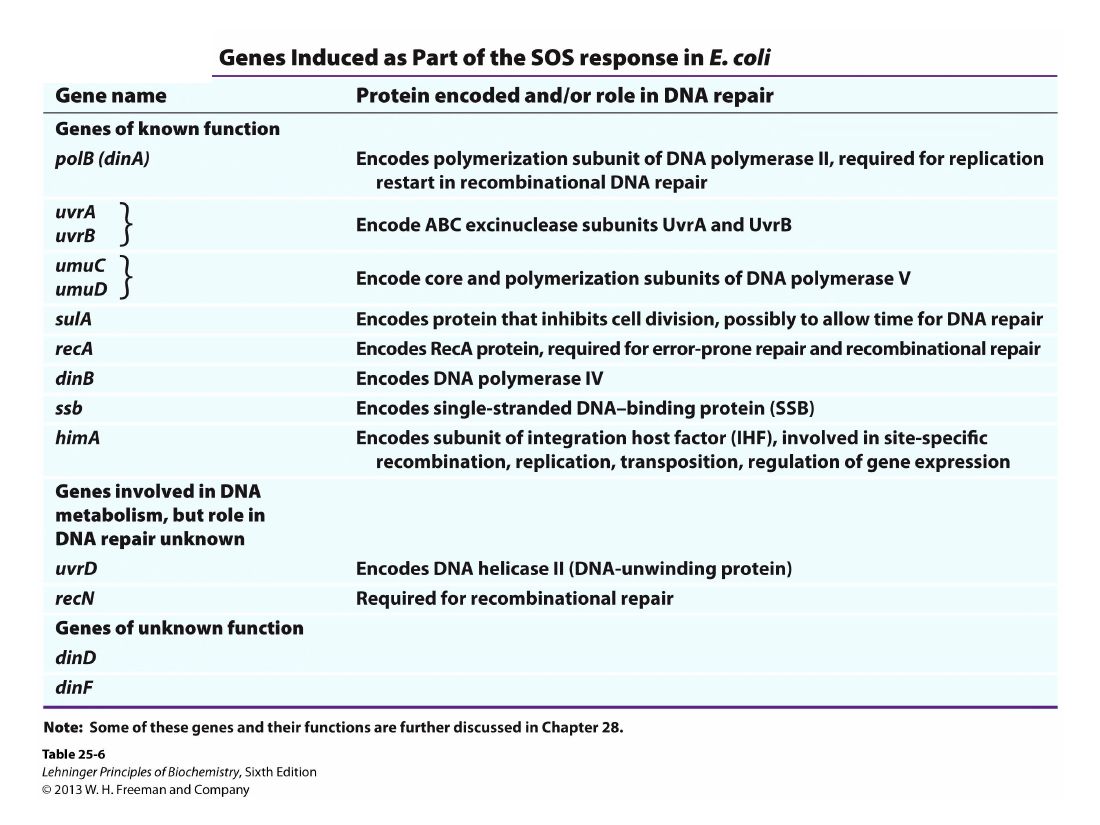 Genes Induced as Part of the SOS response in E. coli
Gene name Protein encoded and/or role in DNA repair
Genes of known function
polB (dinA) Encodes polymerization subunit of DNA polymerase II, required for replication
restart in recombinational DNA repair
uvrA
uvrB
} Encode ABC excinuclease subunits UvrA and UvrB
umuC
umuD
} Encode core and polymerization subunits of DNA polymerase V
sulA Encodes protein that inhibits cell division, possibly to allow time for DNA repair
recA Encodes RecA protein, required for error-prone repair and recombinational repair
dinB Encodes DNA polymerase IV
ssb Encodes single-stranded DNA–binding protein (SSB)
himA Encodes subunit of integration host factor (IHF), involved in site-specific
recombination, replication, transposition, regulation of gene expression
Genes involved in DNA
metabolism, but role in
DNA repair unknown
uvrD Encodes DNA helicase II (DNA-unwinding protein)
recN Required for recombinational repair
Genes of unknown function
dinD
dinF
Note: Some of these genes and their functions are further discussed in Chapter 28.
Table 25-6
Lehninger Principles of Biochemistry, Sixth Edition
© 2013 W. H. Freeman and Company